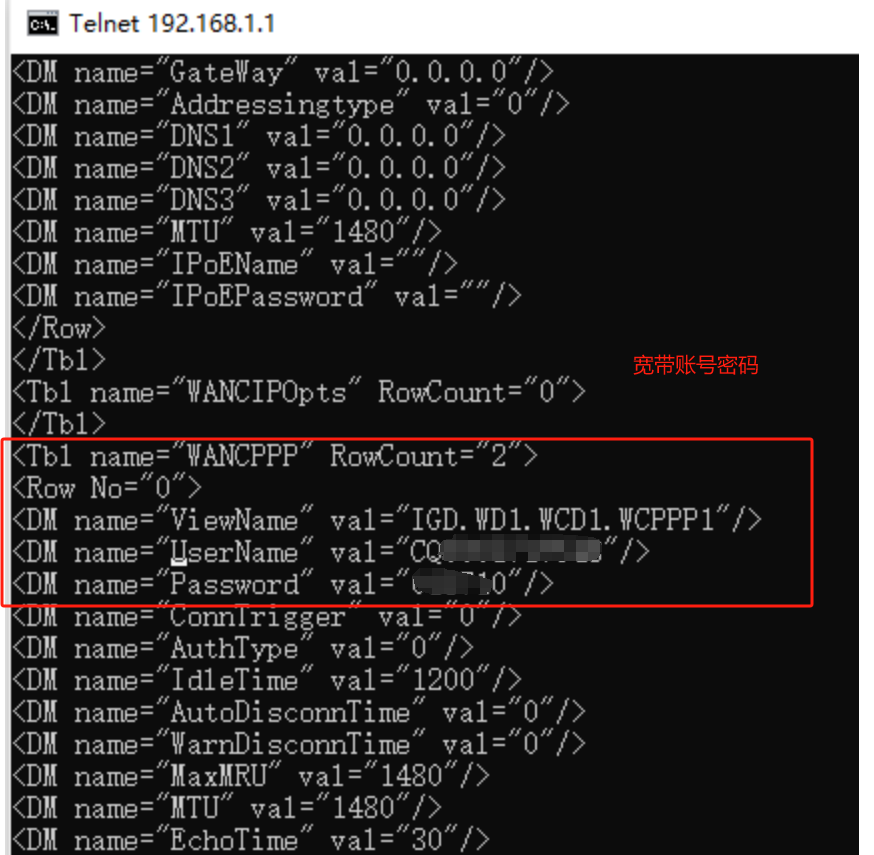 Telnet 192.168.1.1
<DM name="GateWay" val="0.0.0.0"/>
<DM name="Addressingtype" val="0"/>
<DM name="DNS1" val="0.0.0.0"/>
<DM name="DNS2" val="0.0.0.0"/>
<DM name="DNS3" val="0.0.0.0"/>
<DM name="MTU" val="1480"/>
<DM name="IPoEName" val=""/>
<DM name="IPoEPassword" val=""/>
</Row>
</Tbl>
宽带账号密码
<Tbl name="WANCIPOpts" RowCount="0">
</Tbl>
<Tbl name="WANCPPP" RowCount="2">
<Row No="0">
<DM name="ViewName" val="IGD.WD1.WCD1.WCPPP1"/>
<DM name="UserName" val="CQ"/>
<DM name="Password" val="0"/>
<DM name="ConnTrigger" val="0"/>
<DM name="AuthType" val="0"/>
<DM name="IdleTime" val="1200"/>
<DM name="AutoDisconnTime" val="0"/>
<DM name="WarnDisconnTime" val="0"/>
<DM name="MaxMRU" val="1480"/>
<DM name="MTU" val="1480"/>
<DM name="EchoTime" val="30"/>